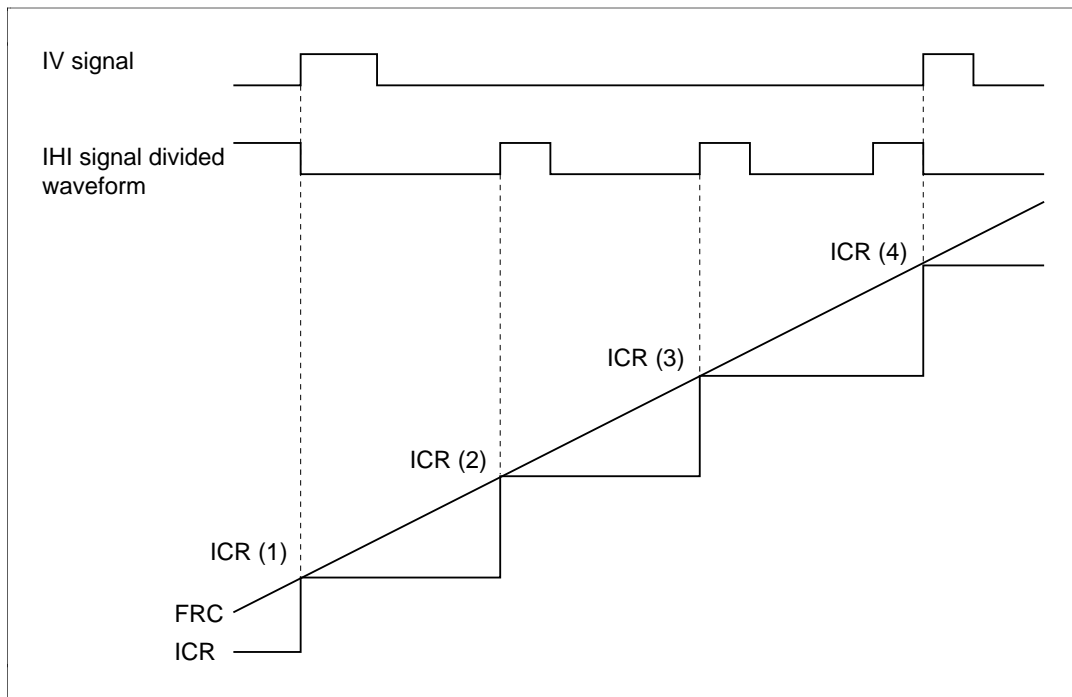 IV signal
IHI signal divided
waveform
ICR (4)
ICR (3)
ICR (2)
ICR (1)
FRC
ICR